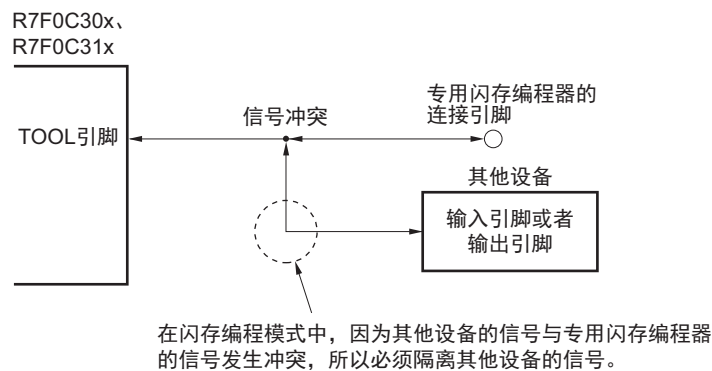 R7F0C30x、
R7F0C31x
专用闪存编程器的
连接引脚
信号冲突
TOOL引脚
其他设备
输入引脚或者
输出引脚
在闪存编程模式中，因为其他设备的信号与专用闪存编程器
的信号发生冲突，所以必须隔离其他设备的信号。